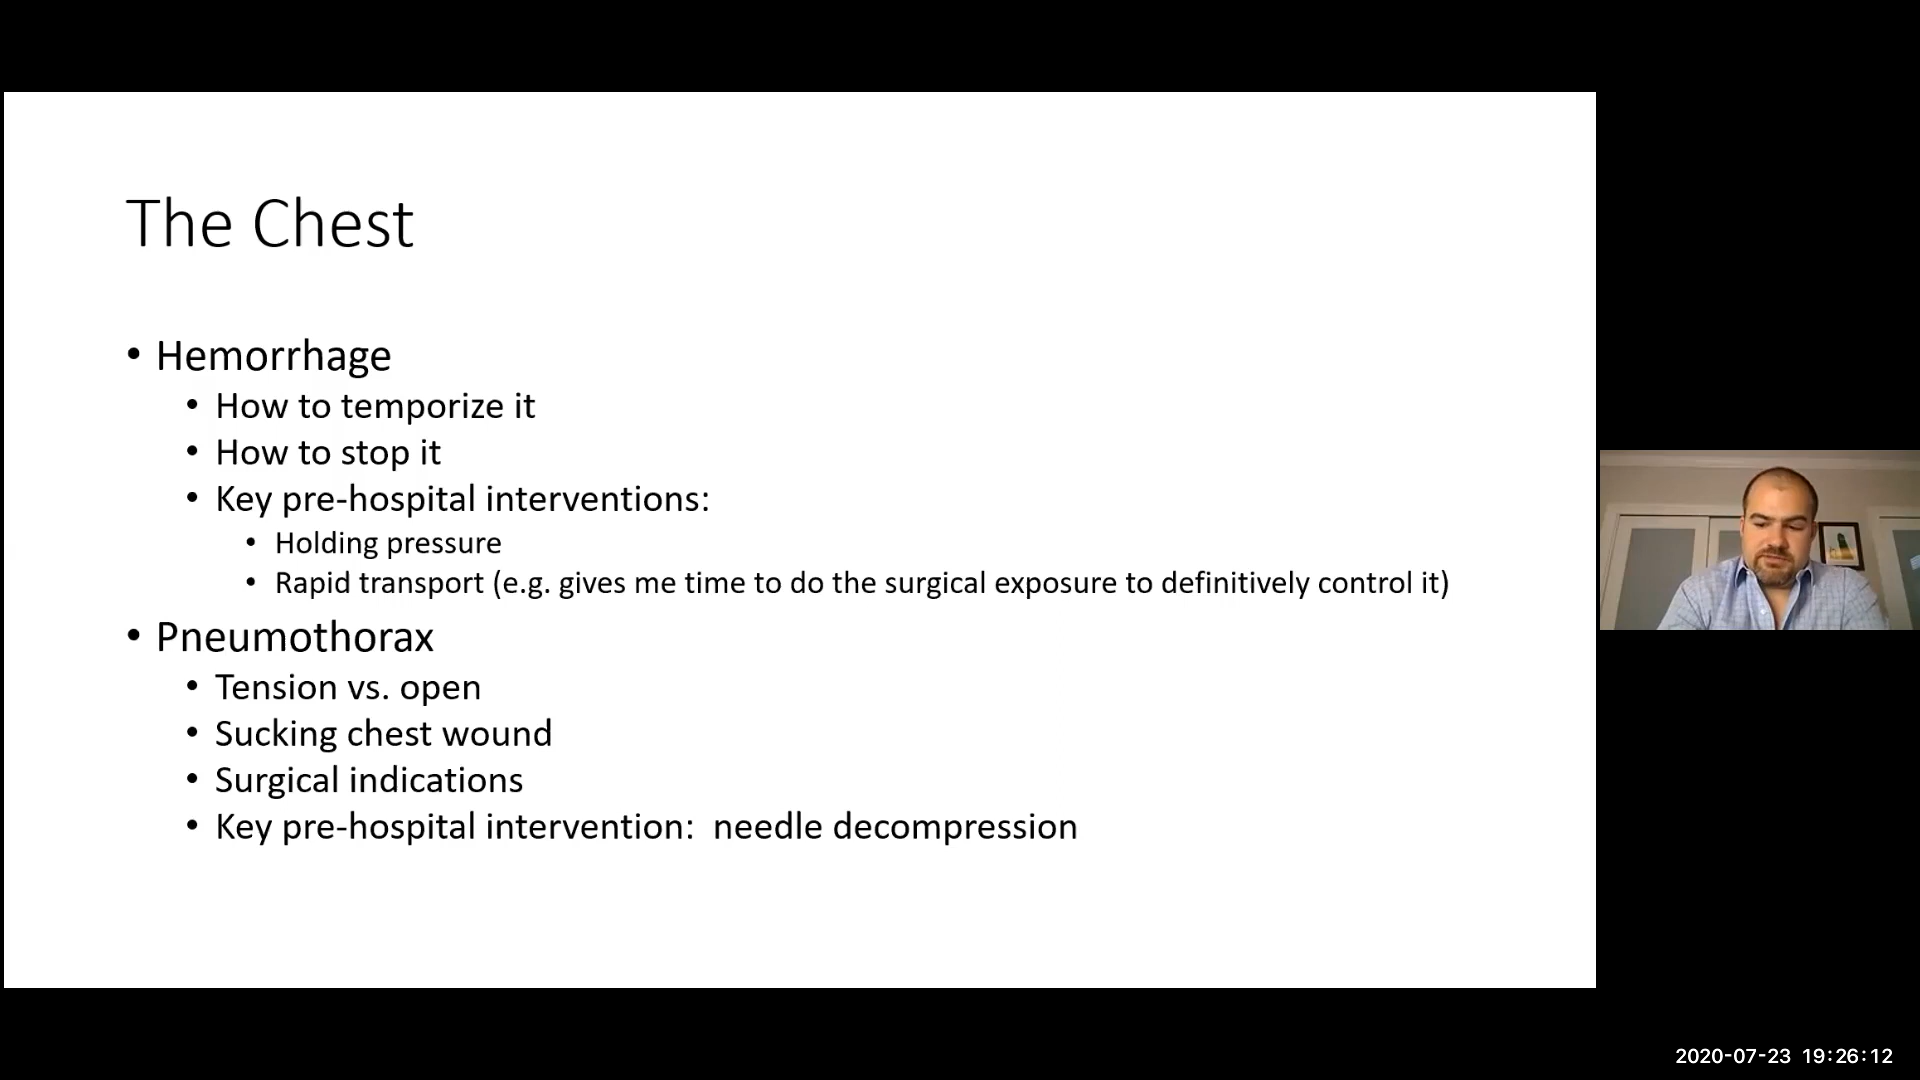 The Chest
• Hemorrhage
• How to temporize it
• How to stop it
• Key pre-hospital interventions:
• Holding pressure
• Rapid transport (e.g. gives me time to do the surgical exposure to definitively control it)
• Pneumothorax
• Tension vs. open
• Sucking chest wound
• Surgical indications
• Key pre-hospital intervention:  needle decompression
2020-07-23 19:26:12